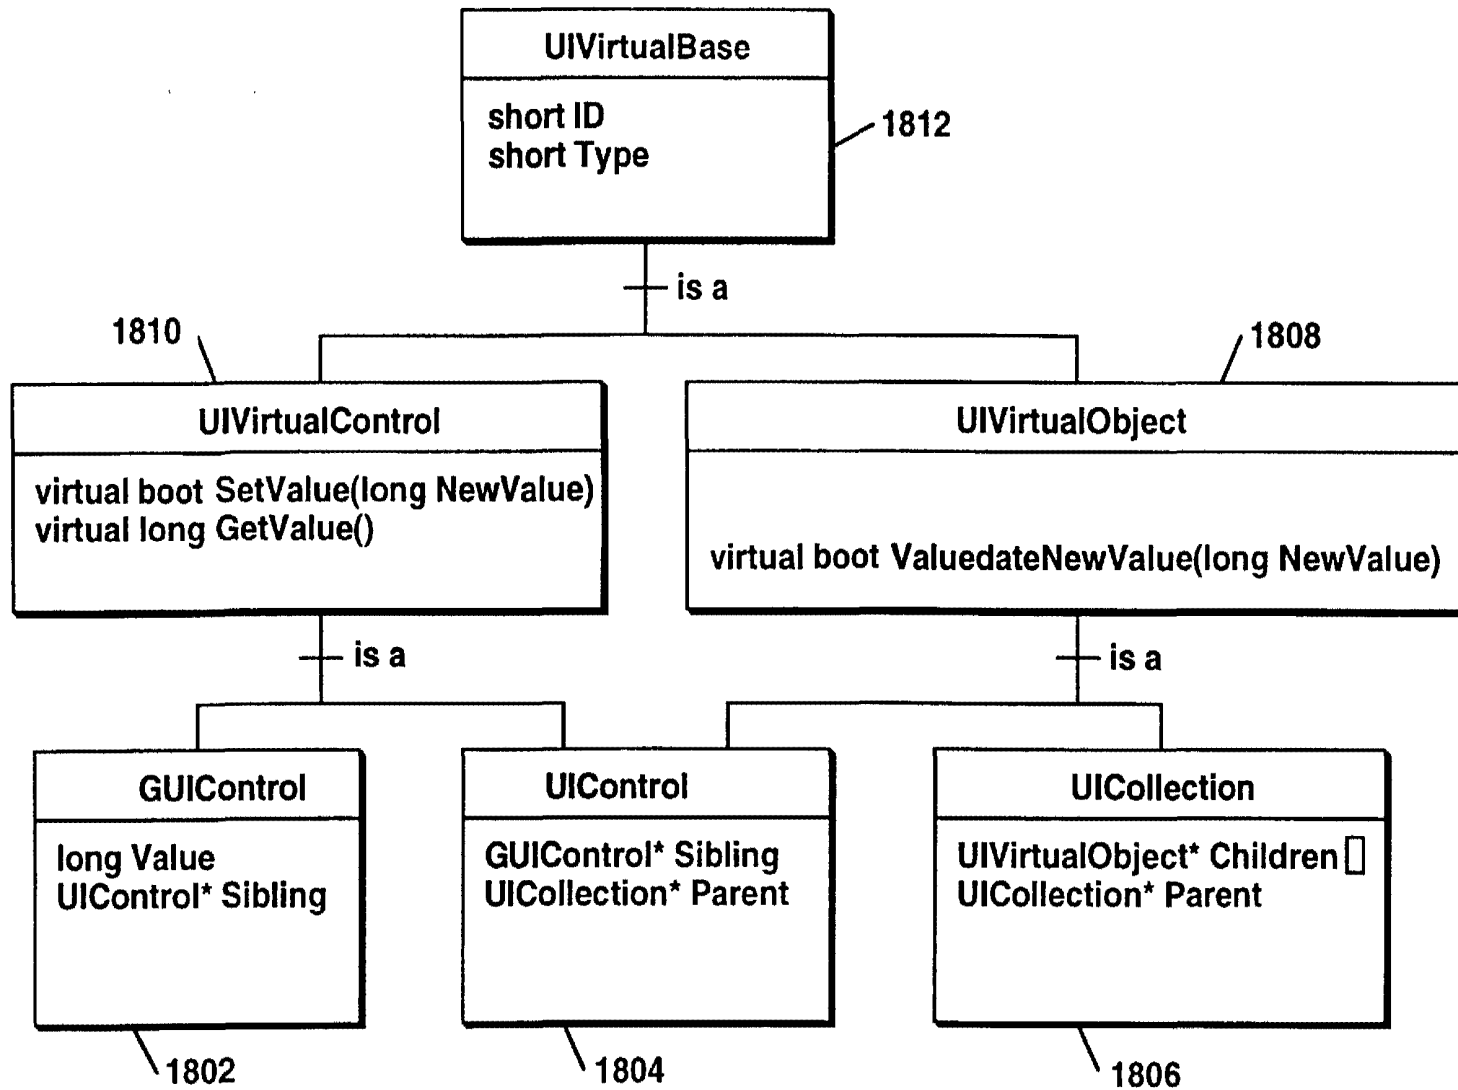 UIVirtualBase
short ID
short Type
1812
is a
1810
1808
UIVirtualControl
virtual boot SetValue(long NewValue)
virtual long GetValue()
UIVirtualObject
virtual boot ValuedateNewValue(long NewValue)
is a
is a
GUIControl
long Value
UIControl* Sibling
UIControl
GUIControl* Sibling
UICollection* Parent
UICollection
UIVirtualObject* Children []
UICollection* Parent
1802
1804
1806